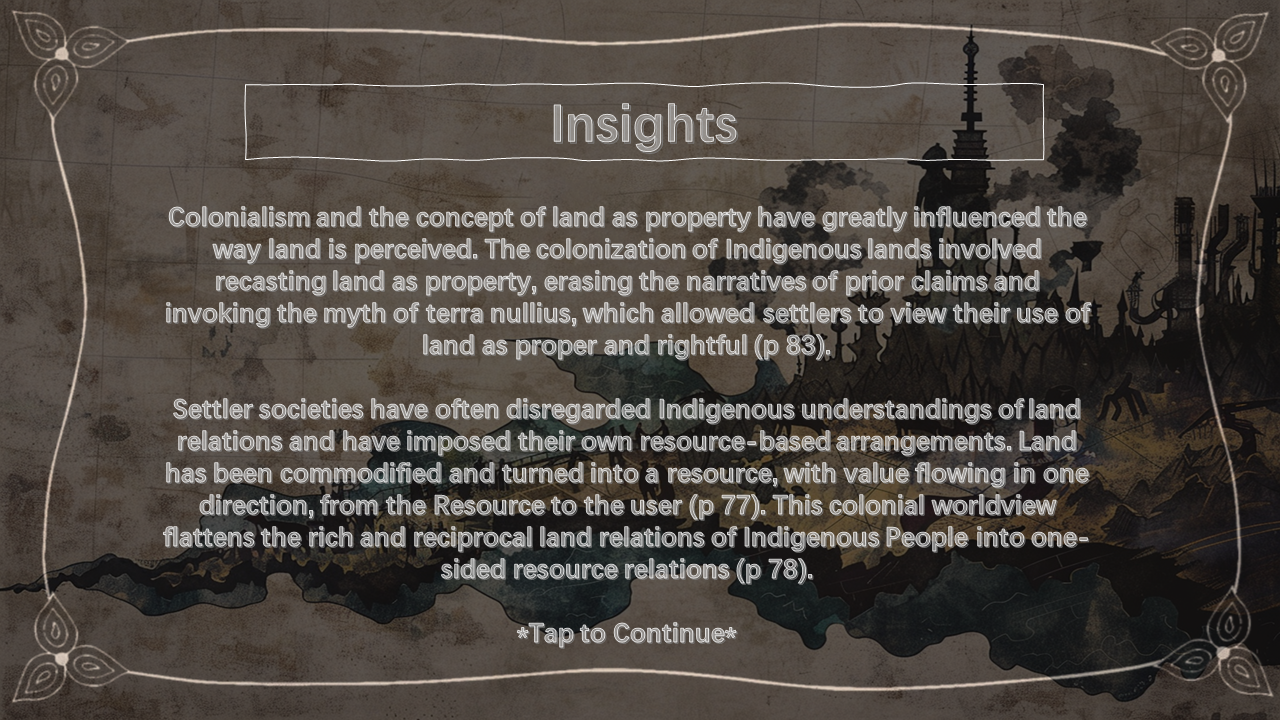 Insights
Colonialism and the concept of land as property have greatly influenced the
way land is perceived. The colonization of Indigenous lands involved
recasting land as property, erasing the narratives of prior claims and
invoking the myth of terra nullius, which allowed settlers to view their use of
land as proper and rightful (p 83).
Settler societies have often disregarded Indigenous understandings of land
relations and have imposed their own resource-based arrangements. Land
has been commodified and turned into a resource, with value flowing in one
direction, from the Resource to the user (p 77). This colonial worldview
flattens the rich and reciprocal land relations of Indigenous People into one-
sided resource relations (p 78).
*Tap to Continue*